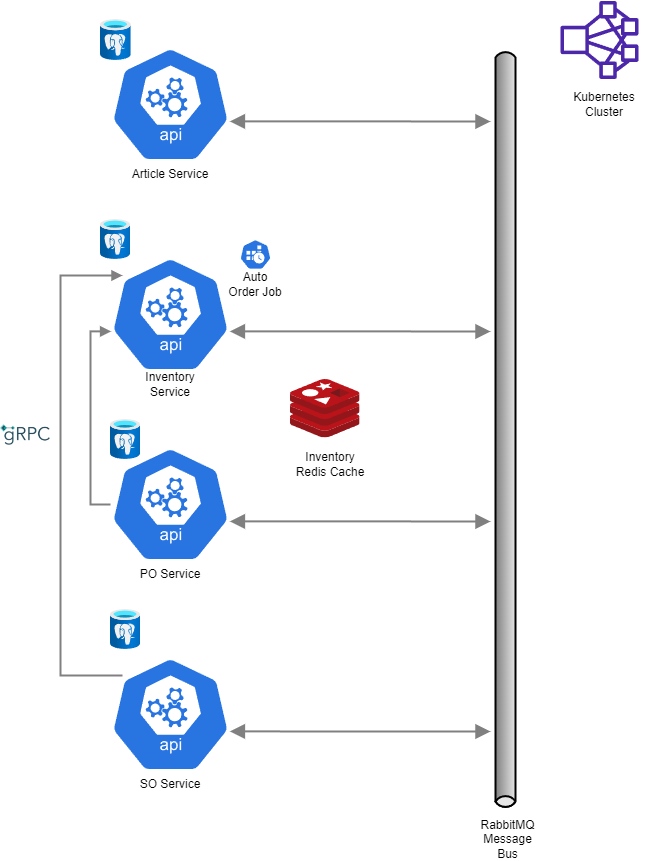 Kubernetes
Cluster
api
Article Service
Auto
Order Job
api
Inventory
Service
gRPC
Inventory
Redis Cache
api
PO Service
api
SO Service
RabbitMQ
Message
Bus